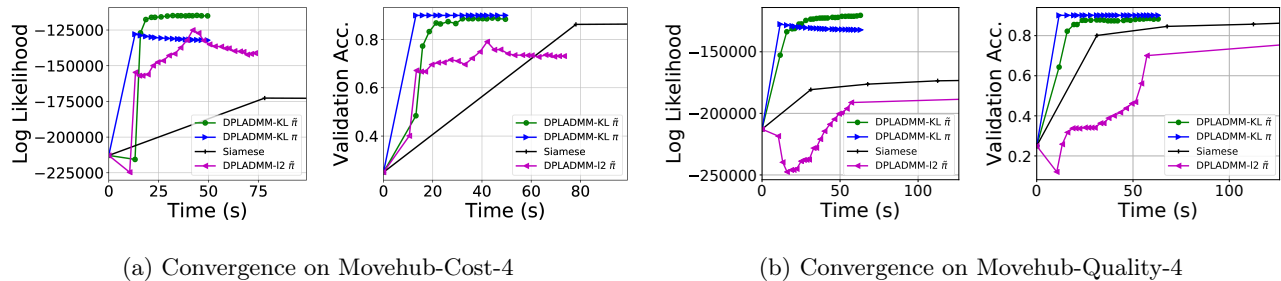 Log Likelihood
−125000
−150000
−175000
−200000
−225000
0
25
50
75
Time (s)
DPLADMM-KL π̃
DPLADMM-KL π
Siamese
DPLADMM-l2 π̃
Validation Acc.
0.8
0.6
0.4
0
20
40
60
80
Time (s)
DPLADMM-KL π̃
DPLADMM-KL π
Siamese
DPLADMM-l2 π̃
Log Likelihood
−150000
−200000
−250000
0
50
100
Time (s)
DPLADMM-KL π̃
DPLADMM-KL π
Siamese
DPLADMM-l2 π̃
Validation Acc.
0.8
0.6
0.4
0.2
0
50
100
Time (s)
DPLADMM-KL π̃
DPLADMM-KL π
Siamese
DPLADMM-l2 π̃
(a) Convergence on Movehub-Cost-4
(b) Convergence on Movehub-Quality-4